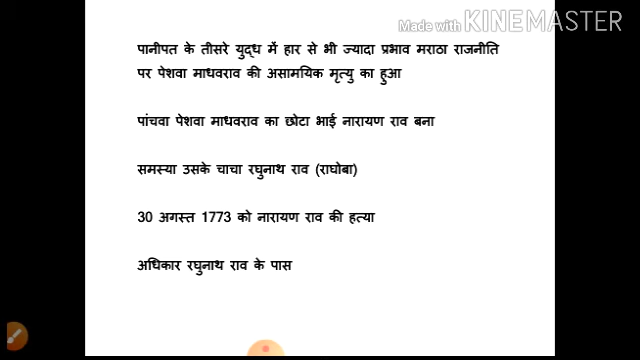 Made with KINEMASTER
पानीपत के तीसरे युद्ध में हार से भी ज्यादा प्रभाव मराठा राजनीति
पर पेशवा माधवराव की असामयिक मृत्यु का हुआ
पांचवा पेशवा माधवराव का छोटा भाई नारायण राव बना
समस्या उसके चाचा रघुनाथ राव (राघोबा)
30 अगस्त 1773 को नारायण राव की हत्या
अधिकार रघुनाथ राव के पास